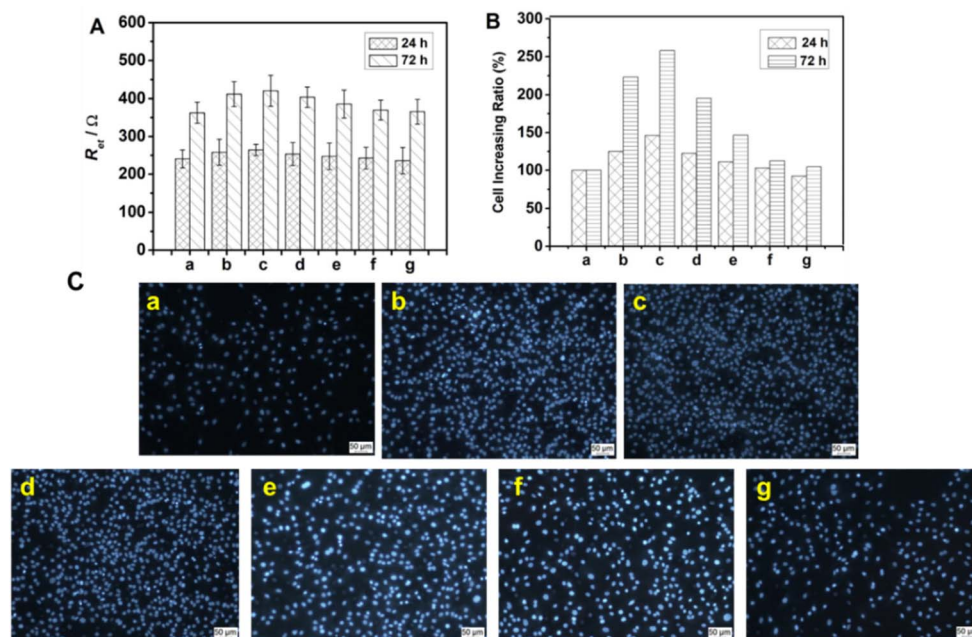 A
600
500
400
300
200
100
0
R_et / Ω
24 h
72 h
a b c d e f g
B
300
250
200
150
100
50
0
Cell Increasing Ratio (%)
24 h
72 h
a b c d e f g
C
a
50 µm
b
50 µm
c
50 µm
d
50 µm
e
50 µm
f
50 µm
g
50 µm